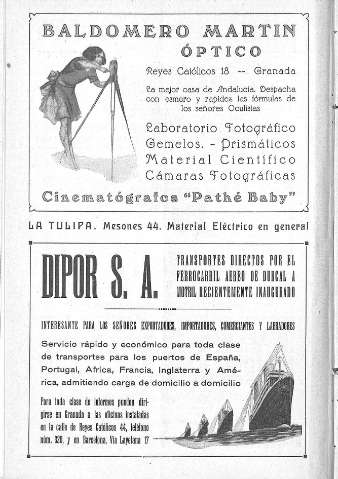 BALDOMERO MARTIN
ÓPTICO
Reyes Católicos 18 -- Granada
La mejor casa de Andalucía. Despacha
con esmero y rapidés las fórmulas de
los señores Oculistas
Laboratorio Fotográfico
Gemelos. - Prismáticos
Material Científico
Cámaras Fotográficas
Cinematógrafos "Pathé Baby"
LA TULIPA. Mesones 44. Material Eléctrico en general
DIPOR S. A.
TRANSPORTES DIRECTOS POR EL
FERROCARRIL AEREO DE DURCAL A
MOTRIL RECIENTEMENTE INAUGURADO
INTERESANTE PARA LOS SEÑORES EXPORTADORES, IMPORTADORES, COMERCIANTES Y LABRADORES
Servicio rápido y económico para toda clase
de transportes para los puertos de España,
Portugal, Africa, Francia, Inglaterra y Amé-
rica, admitiendo carga de domicilio a domicilio
Para toda clase de informes pueden diri-
girse en Granada a las oficinas instaladas
en la calle de Reyes Católicos 44, teléfono
núm. 120, y en Barcelona, Vía Layetana 17